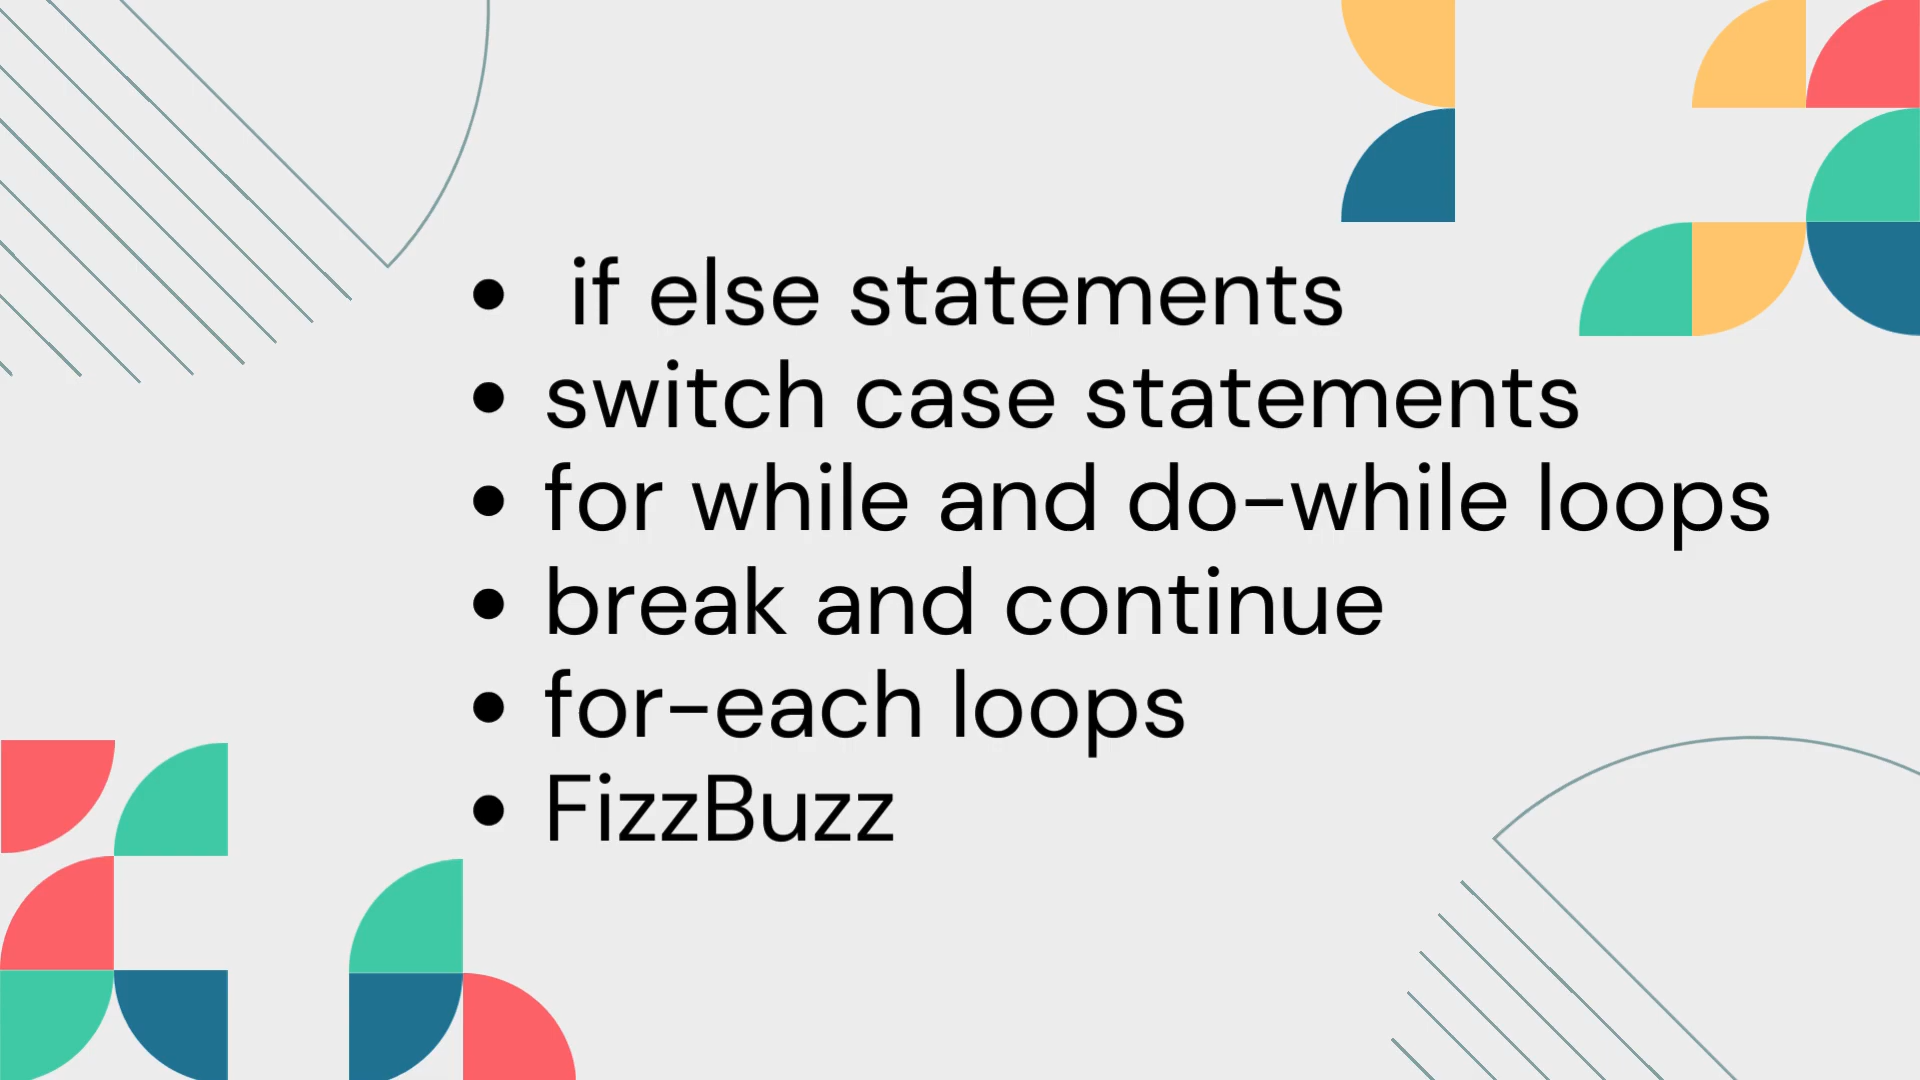 • if else statements
• switch case statements
• for while and do-while loops
• break and continue
• for-each loops
• FizzBuzz